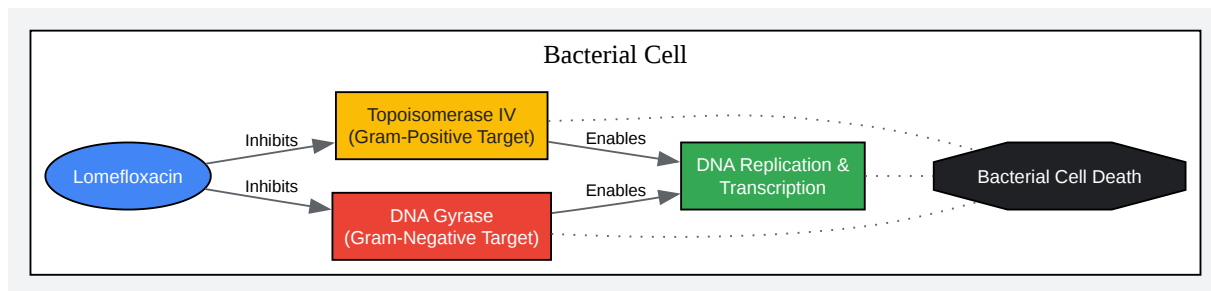 Bacterial Cell
Lomefloxacin
Inhibits
Inhibits
Topoisomerase IV
(Gram-Positive Target)
DNA Gyrase
(Gram-Negative Target)
Enables
Enables
DNA Replication &
Transcription
Bacterial Cell Death